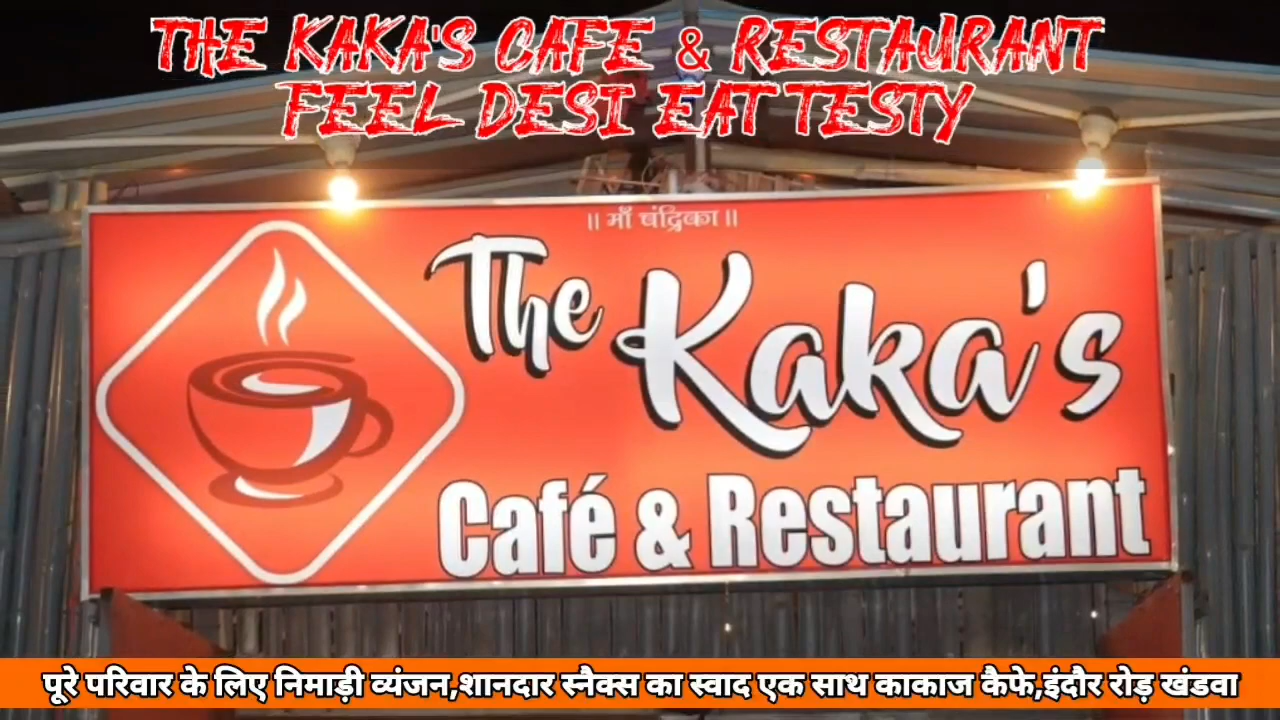 THE KAKA'S CAFE & RESTAURANT
FEEL DESI EAT TESTY
॥ माँ चंद्रिका ॥
The Kaka's
Café & Restaurant
पूरे परिवार के लिए निमाड़ी व्यंजन,शानदार स्नैक्स का स्वाद एक साथ काकाज कैफे,इंदौर रोड़ खंडवा